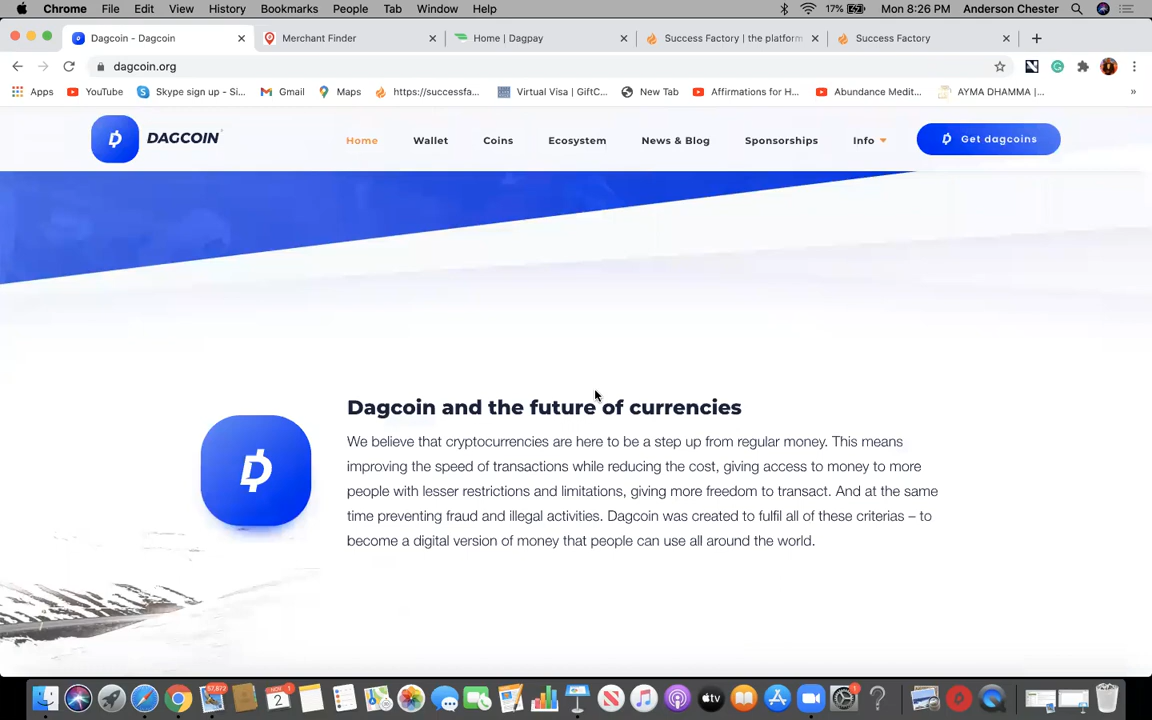 Chrome File Edit View History Bookmarks People Tab Window Help 17% Mon 8:26 PM Anderson Chester
Dagcoin - Dagcoin Merchant Finder Home | Dagpay Success Factory | the platform Success Factory
dagcoin.org
Apps YouTube Skype sign up - Si... Gmail Maps https://successfa... Virtual Visa | GiftC... New Tab Affirmations for H... Abundance Medit... AYMA DHAMMA |... »
DAGCOIN Home Wallet Coins Ecosystem News & Blog Sponsorships Info Get dagcoins
Dagcoin and the future of currencies
We believe that cryptocurrencies are here to be a step up from regular money. This means
improving the speed of transactions while reducing the cost, giving access to money to more
people with lesser restrictions and limitations, giving more freedom to transact. And at the same
time preventing fraud and illegal activities. Dagcoin was created to fulfil all of these criterias – to
become a digital version of money that people can use all around the world.
NOV 2 1 tv 1